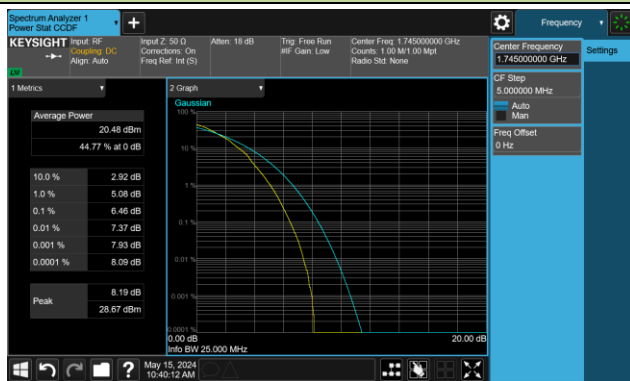 Spectrum Analyzer 1
Power Stat CCDF
Frequency
KEYSIGHT
Input: RF
Coupling: DC
Align: Auto
Input Z: 50 Ω
Corrections: On
Freq Ref: Int (S)
Atten: 18 dB
Trig: Free Run
#IF Gain: Low
Center Freq: 1.745000000 GHz
Counts: 1.00 M/1.00 Mpt
Radio Std: None
1 Metrics
Average Power
20.48 dBm
44.77 % at 0 dB
10.0 % 2.92 dB
1.0 % 5.08 dB
0.1 % 6.46 dB
0.01 % 7.37 dB
0.001 % 7.93 dB
0.0001 % 8.09 dB
Peak
8.19 dB
28.67 dBm
2 Graph
Gaussian
100 %
10 %
1 %
0.1 %
0.01 %
0.001 %
0.0001 %
0.00 dB
20.00 dB
Info BW 25.000 MHz
Center Frequency
1.745000000 GHz
Settings
CF Step
5.000000 MHz
Auto
Man
Freq Offset
0 Hz
?
May 15, 2024
10:40:12 AM